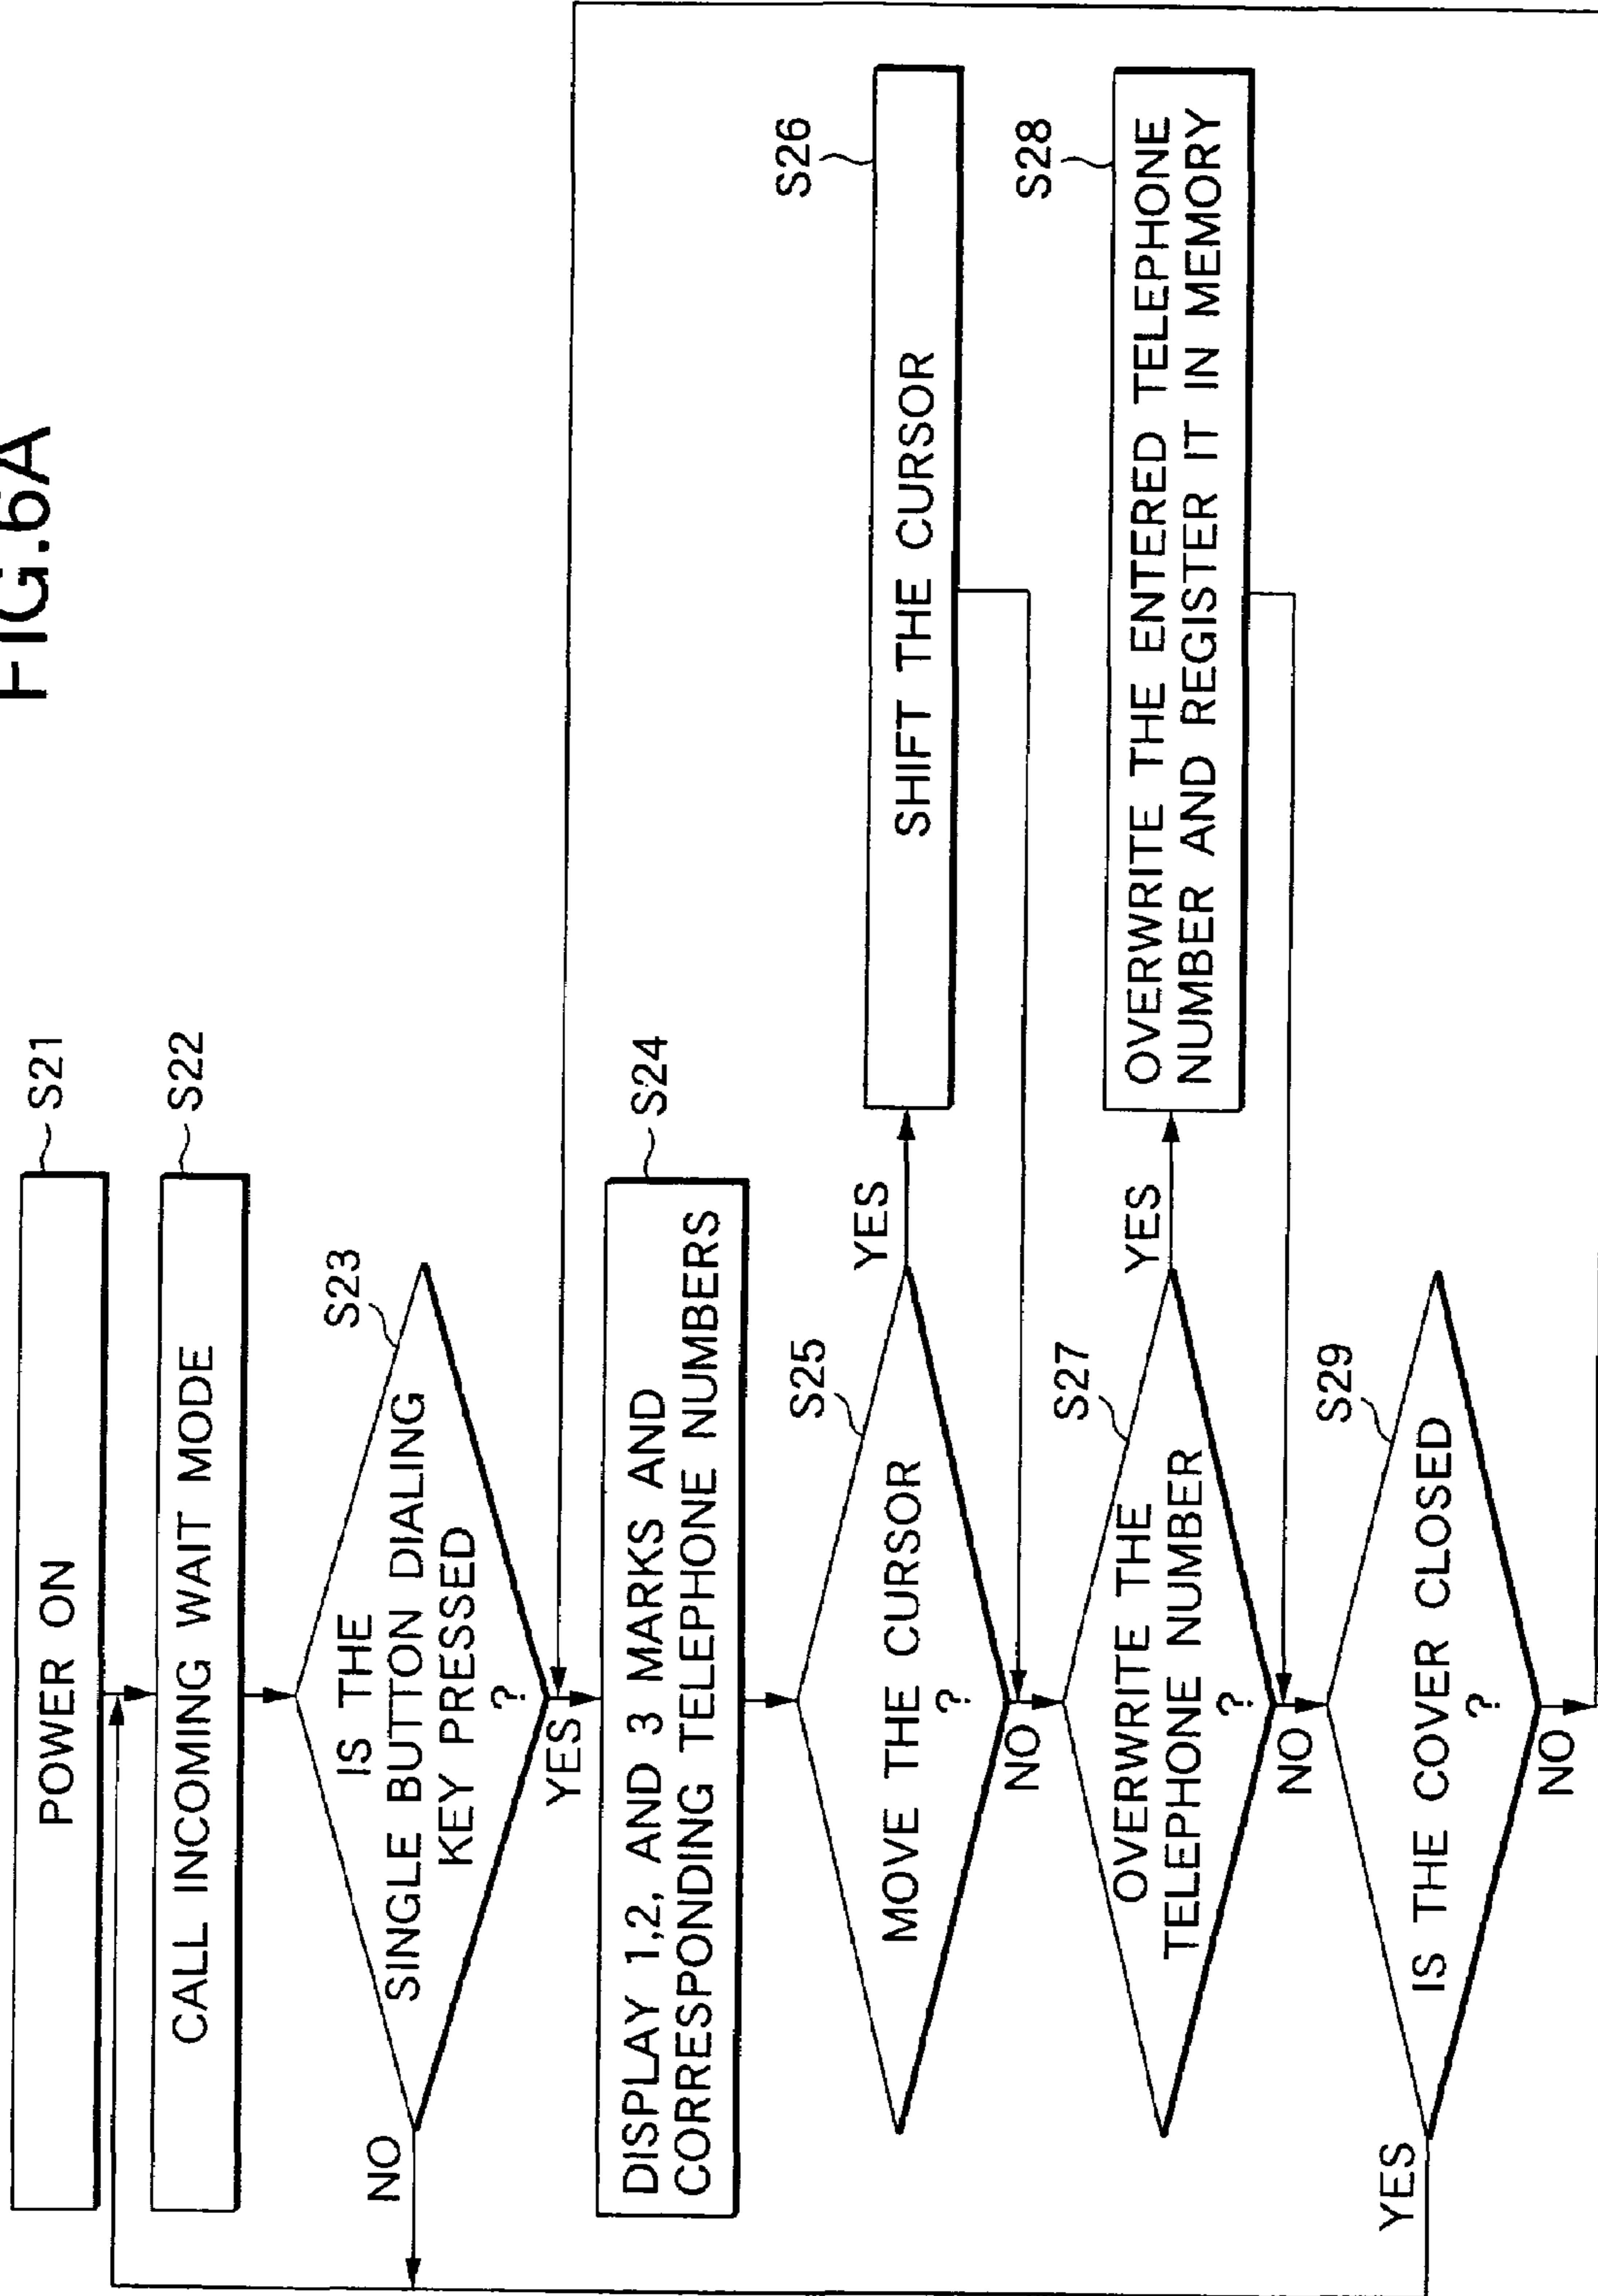 FIG.6A
POWER ON
S21
CALL INCOMING WAIT MODE
S22
IS THE
SINGLE BUTTON DIALING
KEY PRESSED
?
S23
NO
YES
DISPLAY 1,2, AND 3 MARKS AND
CORRESPONDING TELEPHONE NUMBERS
S24
MOVE THE CURSOR
?
S25
YES
NO
SHIFT THE CURSOR
S26
OVERWRITE THE
TELEPHONE NUMBER
?
S27
YES
NO
OVERWRITE THE ENTERED TELEPHONE
NUMBER AND REGISTER IT IN MEMORY
S28
IS THE COVER CLOSED
?
S29
YES
NO